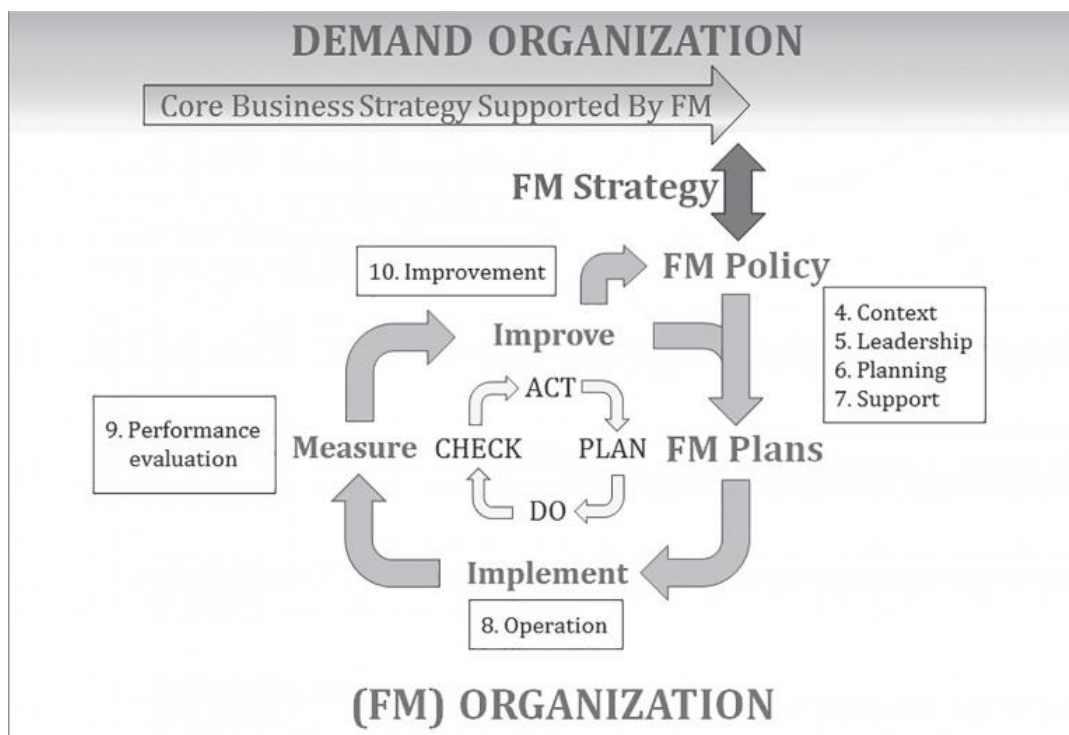 DEMAND ORGANIZATION
Core Business Strategy Supported By FM
FM Strategy
10. Improvement
FM Policy
4. Context
5. Leadership
6. Planning
7. Support
Improve
ACT
9. Performance
evaluation
Measure
CHECK
PLAN
FM Plans
DO
Implement
8. Operation
(FM) ORGANIZATION